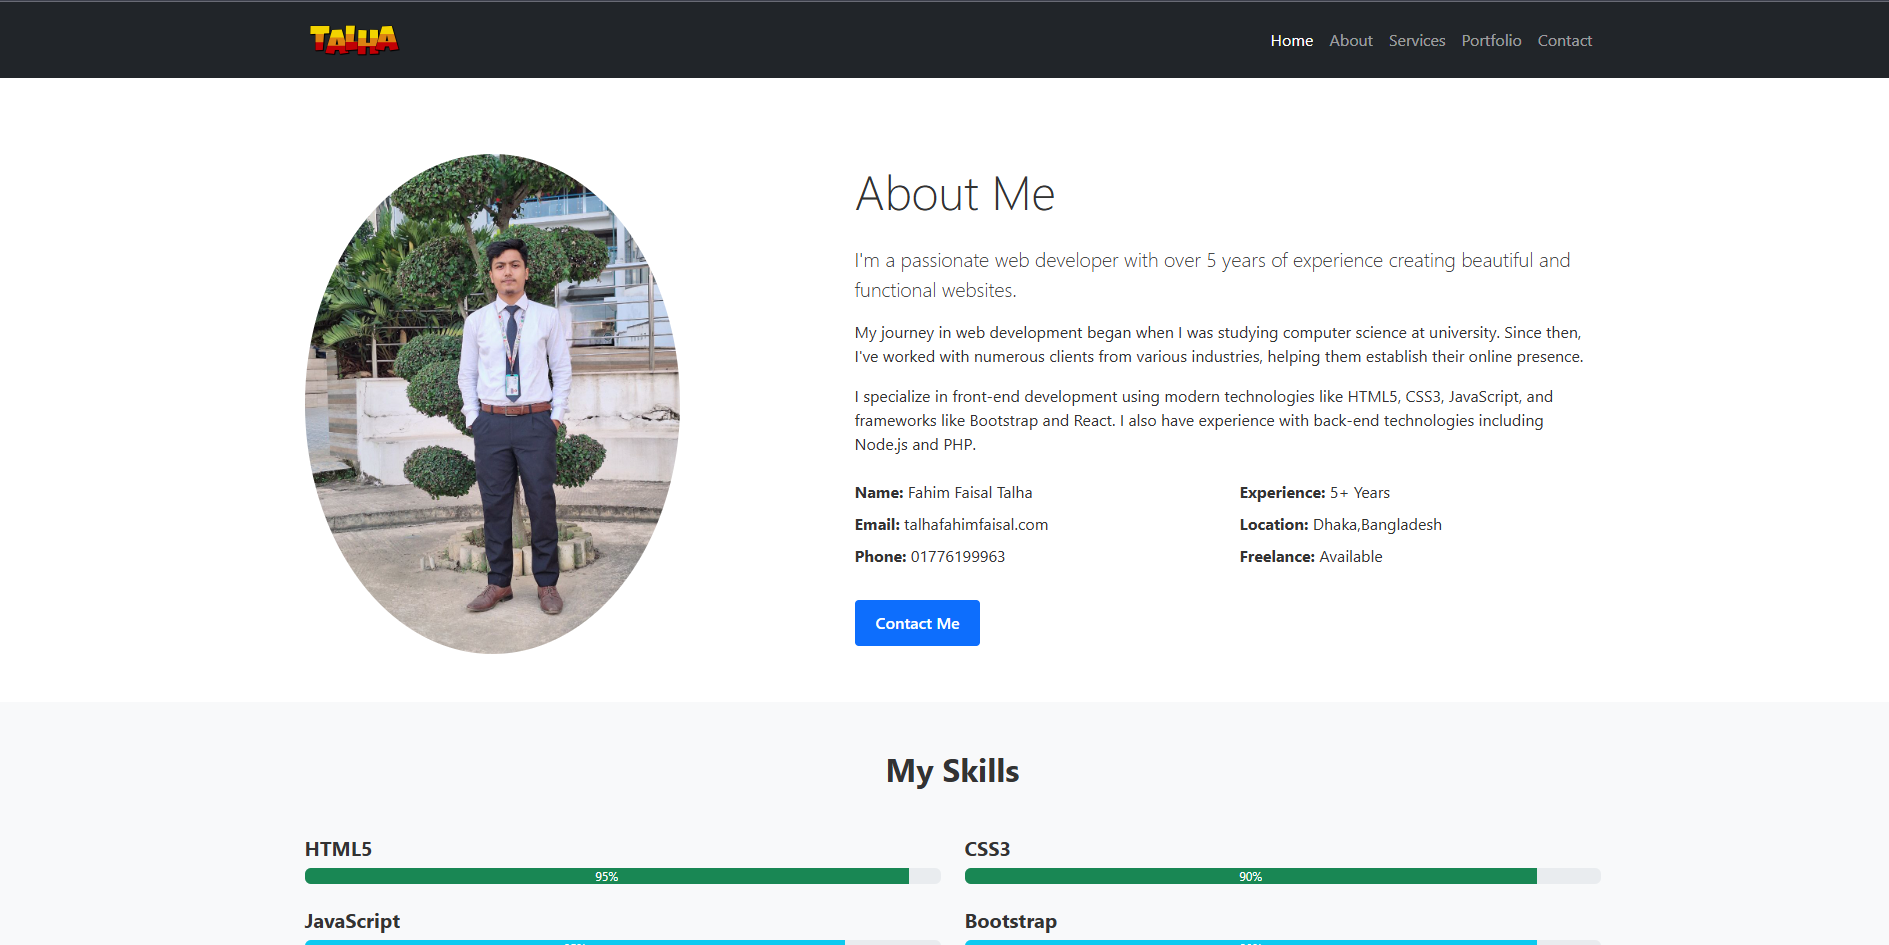 TALHA
Home About Services Portfolio Contact
About Me
I'm a passionate web developer with over 5 years of experience creating beautiful and
functional websites.
My journey in web development began when I was studying computer science at university. Since then,
I've worked with numerous clients from various industries, helping them establish their online presence.
I specialize in front-end development using modern technologies like HTML5, CSS3, JavaScript, and
frameworks like Bootstrap and React. I also have experience with back-end technologies including
Node.js and PHP.
Name: Fahim Faisal Talha
Experience: 5+ Years
Email: talhafahimfaisal.com
Location: Dhaka,Bangladesh
Phone: 01776199963
Freelance: Available
Contact Me
My Skills
HTML5
95%
CSS3
90%
JavaScript
Bootstrap